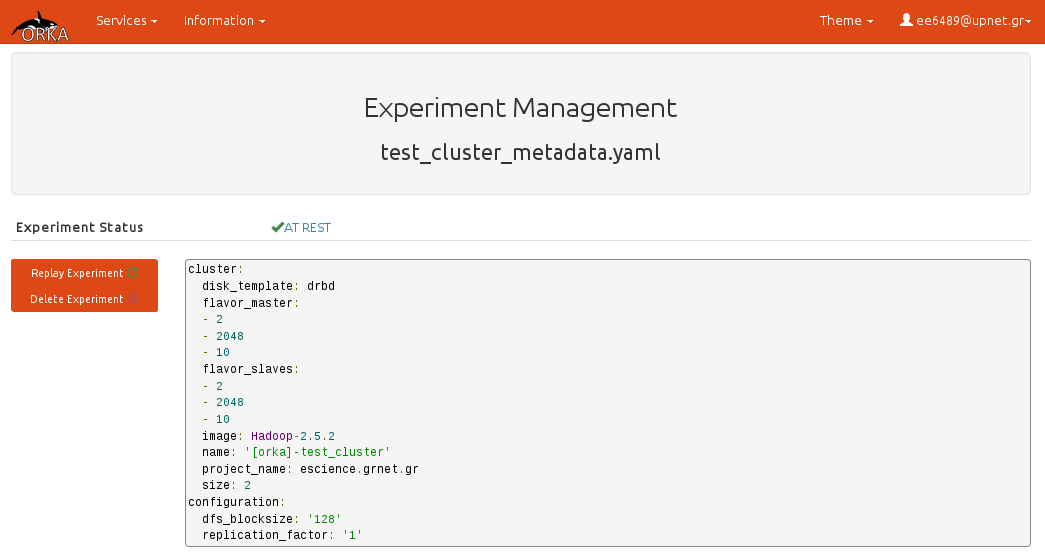 ORKA Services Information Theme ee6489@upnet.gr
Experiment Management
test_cluster_metadata.yaml
Experiment Status AT REST
Replay Experiment
Delete Experiment
cluster:
  disk_template: drbd
  flavor_master:
  - 2
  - 2048
  - 10
  flavor_slaves:
  - 2
  - 2048
  - 10
  image: Hadoop-2.5.2
  name: '[orka]-test_cluster'
  project_name: escience.grnet.gr
  size: 2
configuration:
  dfs_blocksize: '128'
  replication_factor: '1'